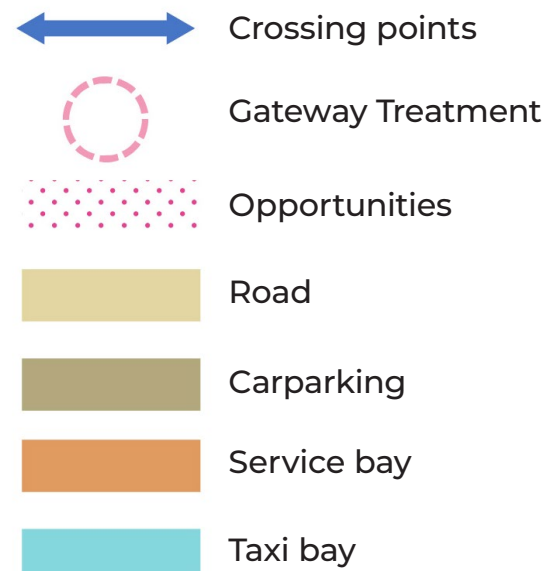 Crossing points
Gateway Treatment
Opportunities
Road
Carparking
Service bay
Taxi bay